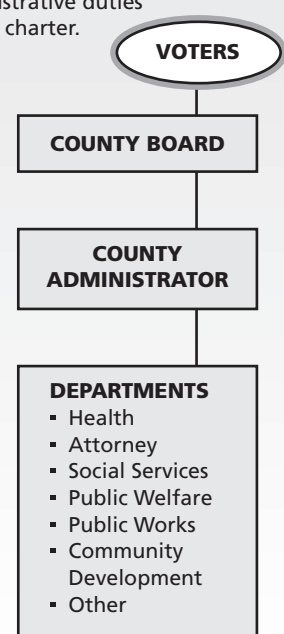 istrative duties
charter.
VOTERS
COUNTY BOARD
COUNTY
ADMINISTRATOR
DEPARTMENTS
▪ Health
▪ Attorney
▪ Social Services
▪ Public Welfare
▪ Public Works
▪ Community
Development
▪ Other